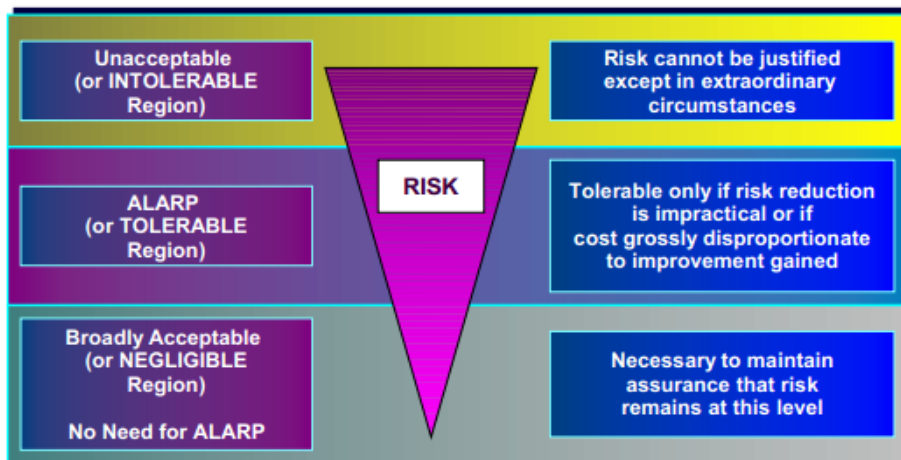 Unacceptable
(or INTOLERABLE
Region)
Risk cannot be justified
except in extraordinary
circumstances
RISK
ALARP
(or TOLERABLE
Region)
Tolerable only if risk reduction
is impractical or if
cost grossly disproportionate
to improvement gained
Broadly Acceptable
(or NEGLIGIBLE
Region)
No Need for ALARP
Necessary to maintain
assurance that risk
remains at this level